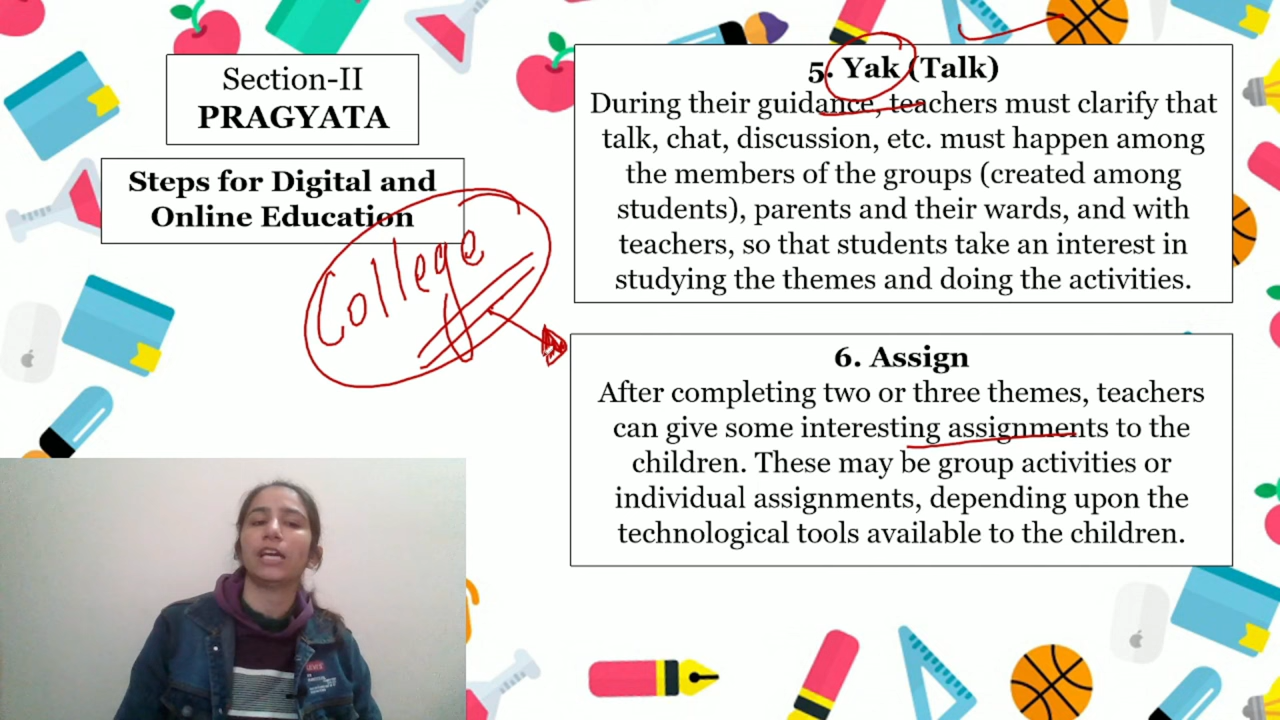 Section-II
PRAGYATA
Steps for Digital and
Online Education
College
5. Yak (Talk)
During their guidance, teachers must clarify that
talk, chat, discussion, etc. must happen among
the members of the groups (created among
students), parents and their wards, and with
teachers, so that students take an interest in
studying the themes and doing the activities.
6. Assign
After completing two or three themes, teachers
can give some interesting assignments to the
children. These may be group activities or
individual assignments, depending upon the
technological tools available to the children.